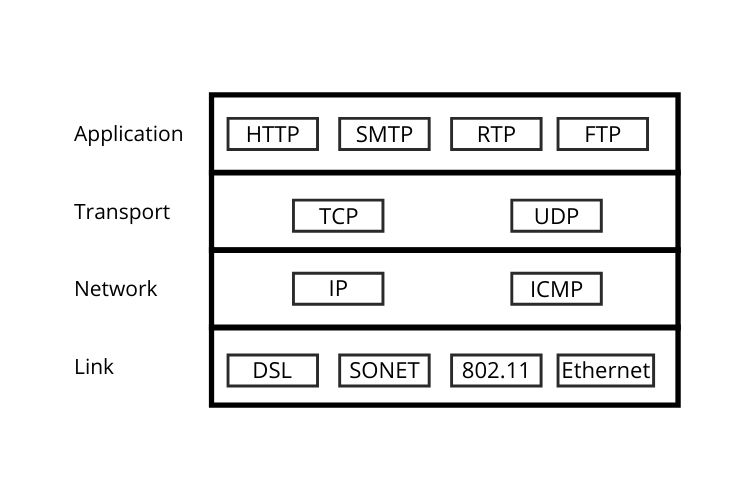 Application
HTTP
SMTP
RTP
FTP
Transport
TCP
UDP
Network
IP
ICMP
Link
DSL
SONET
802.11
Ethernet